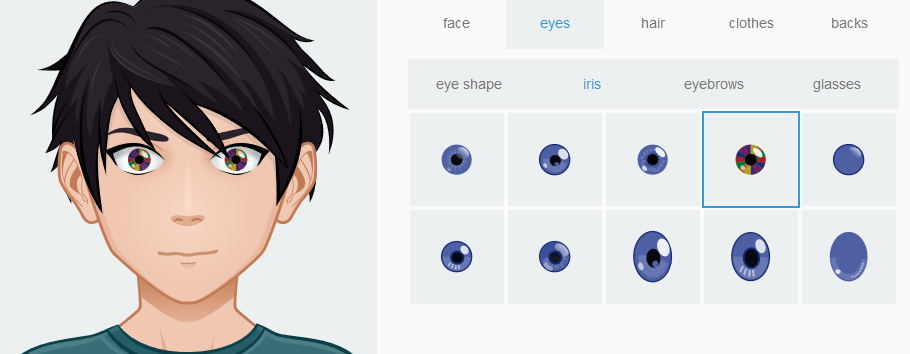 face eyes hair clothes backs
eye shape iris eyebrows glasses